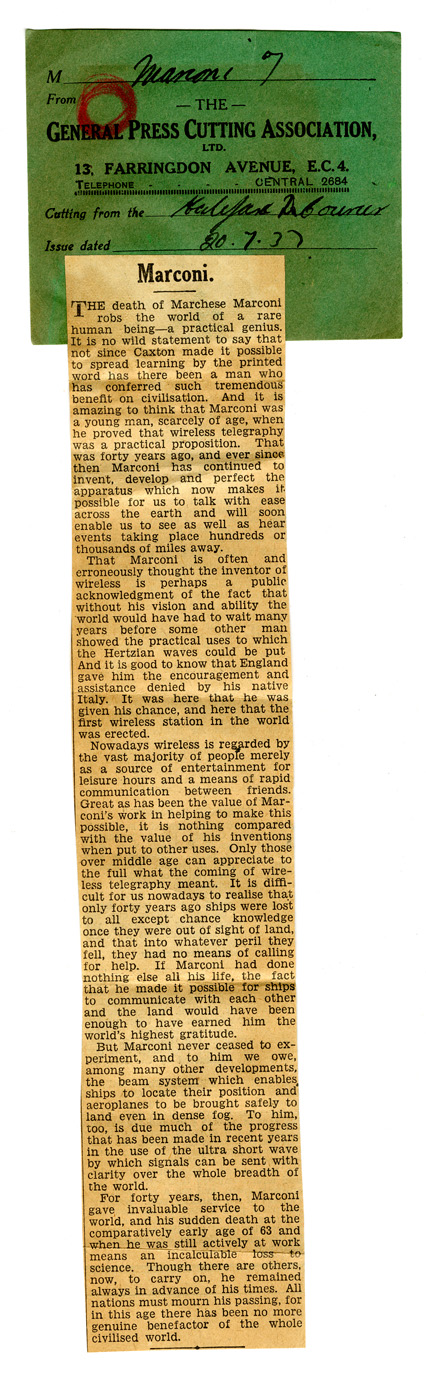 M Marconi 7
From
— THE —
GENERAL PRESS CUTTING ASSOCIATION,
LTD.
13, FARRINGDON AVENUE, E.C.4.
TELEPHONE - - - - CENTRAL 2684
Cutting from the Halifax D. Courier
Issue dated 20.7.37
Marconi.
THE death of Marchese Marconi
robs the world of a rare
human being—a practical genius.
It is no wild statement to say that
not since Caxton made it possible
to spread learning by the printed
word has there been a man who
has conferred such tremendous
benefit on civilisation. And it is
amazing to think that Marconi was
a young man, scarcely of age, when
he proved that wireless telegraphy
was a practical proposition. That
was forty years ago, and ever since
then Marconi has continued to
invent, develop and perfect the
apparatus which now makes it
possible for us to talk with ease
across the earth and will soon
enable us to see as well as hear
events taking place hundreds or
thousands of miles away.
That Marconi is often and
erroneously thought the inventor of
wireless is perhaps a public
acknowledgment of the fact that
without his vision and ability the
world would have had to wait many
years before some other man
showed the practical uses to which
the Hertzian waves could be put
And it is good to know that England
gave him the encouragement and
assistance denied by his native
Italy. It was here that he was
given his chance, and here that the
first wireless station in the world
was erected.
Nowadays wireless is regarded by
the vast majority of people merely
as a source of entertainment for
leisure hours and a means of rapid
communication between friends.
Great as has been the value of Mar-
coni's work in helping to make this
possible, it is nothing compared
with the value of his inventions
when put to other uses. Only those
over middle age can appreciate to
the full what the coming of wire-
less telegraphy meant. It is diffi-
cult for us nowadays to realise that
only forty years ago ships were lost
to all except chance knowledge
once they were out of sight of land,
and that into whatever peril they
fell, they had no means of calling
for help. If Marconi had done
nothing else all his life, the fact
that he made it possible for ships
to communicate with each other
and the land would have been
enough to have earned him the
world's highest gratitude.
But Marconi never ceased to ex-
periment, and to him we owe,
among many other developments,
the beam system which enables
ships to locate their position and
aeroplanes to be brought safely to
land even in dense fog. To him,
too, is due much of the progress
that has been made in recent years
in the use of the ultra short wave
by which signals can be sent with
clarity over the whole breadth of
the world.
For forty years, then, Marconi
gave invaluable service to the
world, and his sudden death at the
comparatively early age of 63 and
when he was still actively at work
means an incalculable loss to
science. Though there are others,
now, to carry on, he remained
always in advance of his times. All
nations must mourn his passing, for
in this age there has been no more
genuine benefactor of the whole
civilised world.